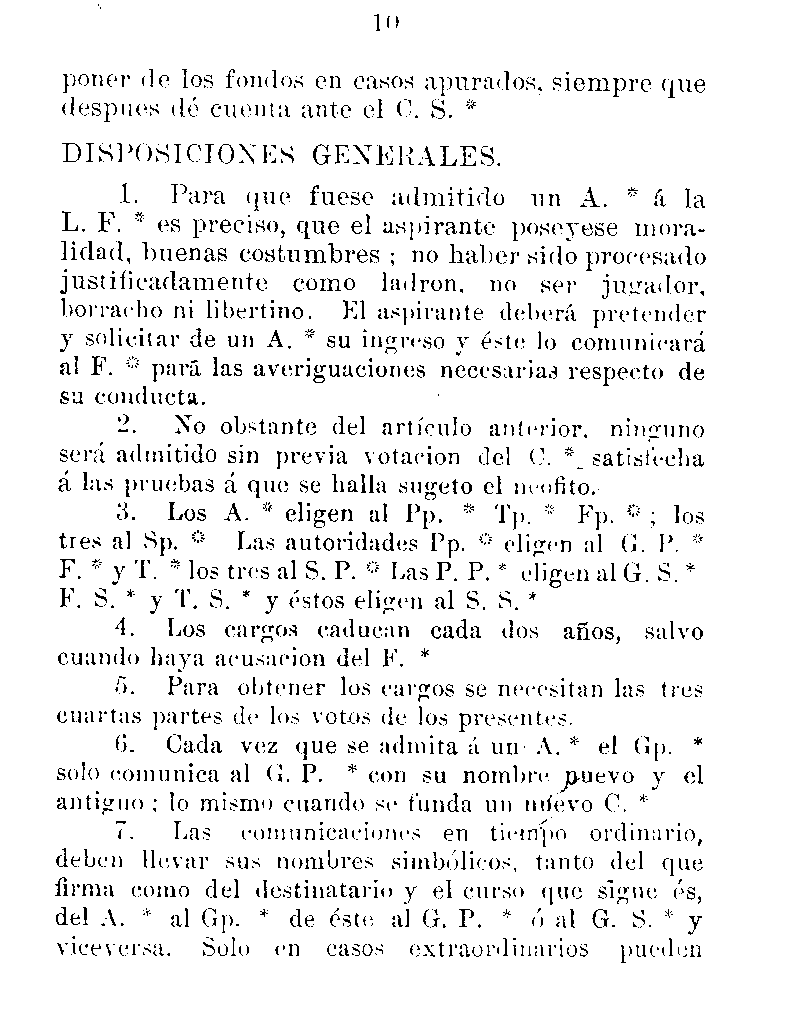 10
poner de los fondos en casos apurados, siempre que
despues dé cuenta ante el C. S. *
DISPOSICIONES GENERALES.
1. Para que fuese admitido un A. * á la
L. F. * es preciso, que el aspirante poseyese mora-
lidad, buenas costumbres ; no haber sido procesado
justificadamente como ladron, no ser jugador,
borracho ni libertino. El aspirante deberá pretender
y solicitar de un A. * su ingreso y éste lo comunicará
al F. * pará las averiguaciones necesarias respecto de
su conducta.
2. No obstante del artículo anterior, ninguno
será admitido sin previa votacion del C. * satisfecha
á las pruebas á que se halla sugeto el neofito.
3. Los A. * eligen al Pp. * Tp. * Fp. * ; los
tres al Sp. * Las autoridades Pp. * eligen al G. P. *
F. * y T. * los tres al S. P. * Las P. P. * eligen al G. S. *
F. S. * y T. S. * y éstos eligen al S. S. *
4. Los cargos caducan cada dos años, salvo
cuando haya acusacion del F. *
5. Para obtener los cargos se necesitan las tres
cuartas partes de los votos de los presentes.
6. Cada vez que se admita á un A. * el Gp. *
solo comunica al G. P. * con su nombre nuevo y el
antiguo ; lo mismo cuando se funda un nuevo C. *
7. Las comunicaciones en tiempo ordinario,
deben llevar sus nombres simbólicos, tanto del que
firma como del destinatario y el curso que sigue és,
del A. * al Gp. * de éste al G. P. * ó al G. S. * y
viceversa. Solo en casos extraordinarios pueden